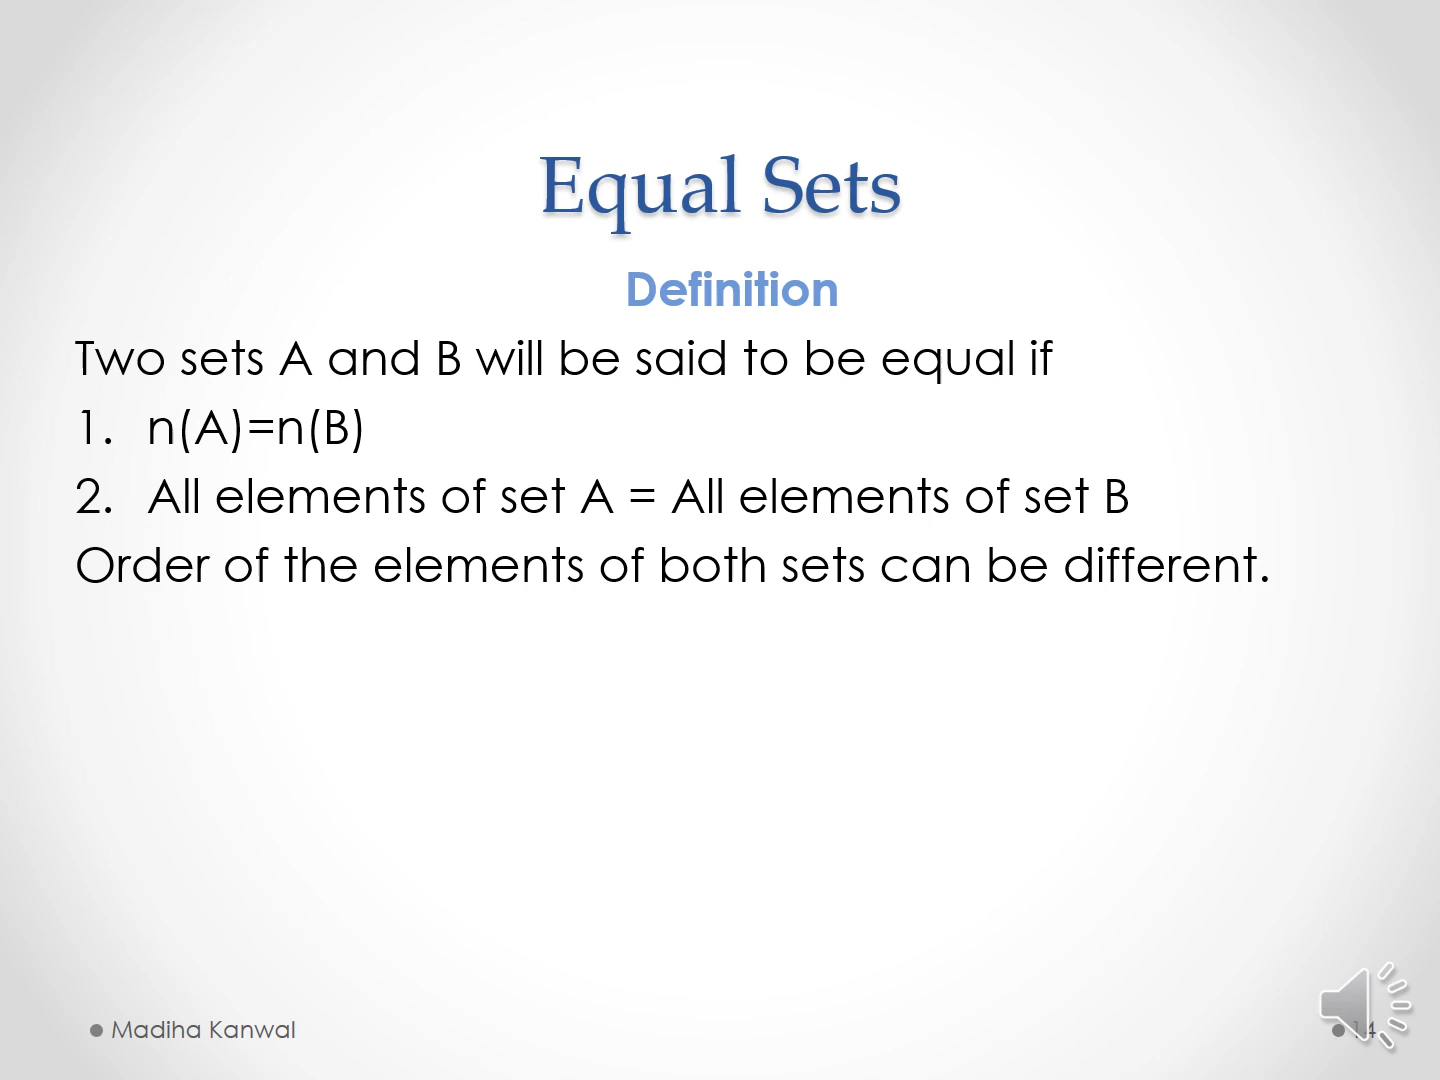 Equal Sets
Definition
Two sets A and B will be said to be equal if
1. n(A)=n(B)
2. All elements of set A = All elements of set B
Order of the elements of both sets can be different.
Madiha Kanwal
14